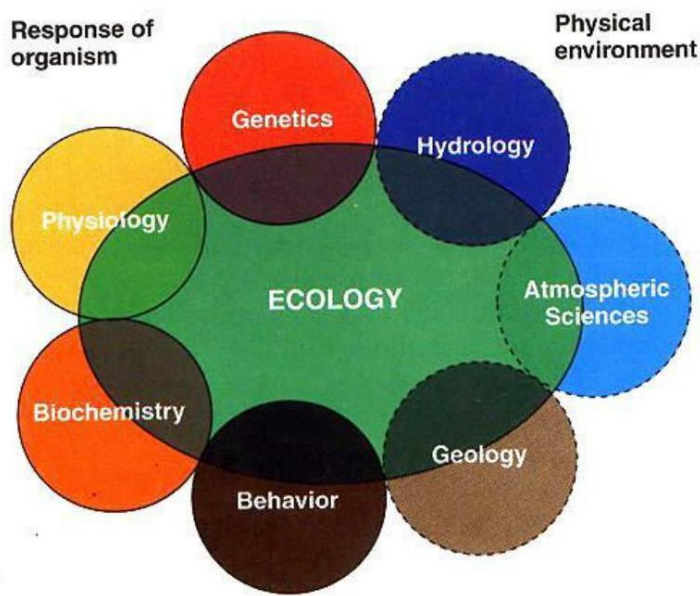 Response of
organism
Physical
environment
Genetics
Hydrology
Physiology
ECOLOGY
Atmospheric
Sciences
Biochemistry
Geology
Behavior